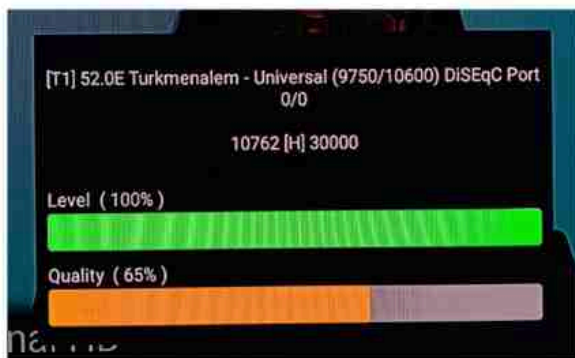 [T1] 52.0E Turkmenalem - Universal (9750/10600) DiSEqC Port
0/0
10762 [H] 30000
Level ( 100% )
Quality ( 65% )